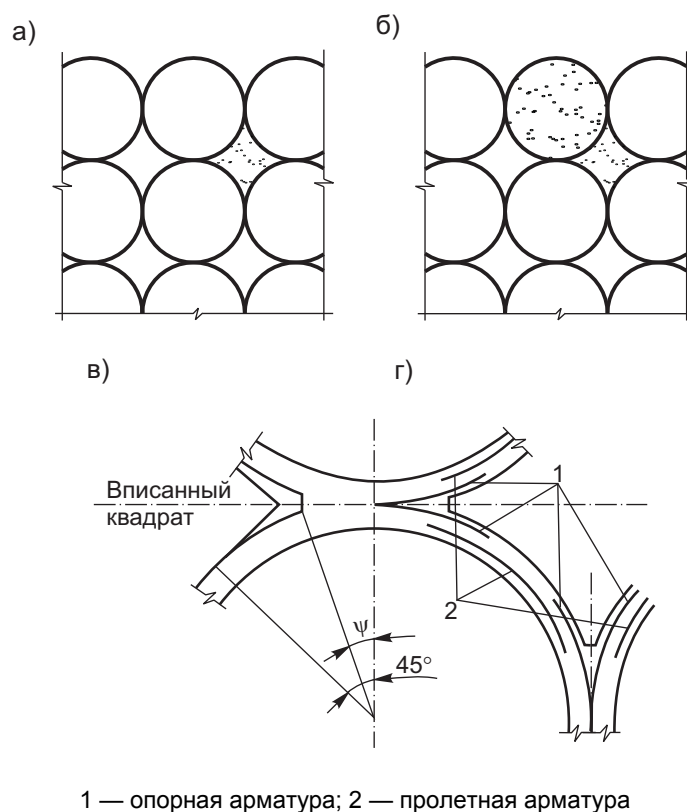 а)
б)
в)
г)
Вписанный
квадрат
1
2
ψ
45°
1 — опорная арматура; 2 — пролетная арматура